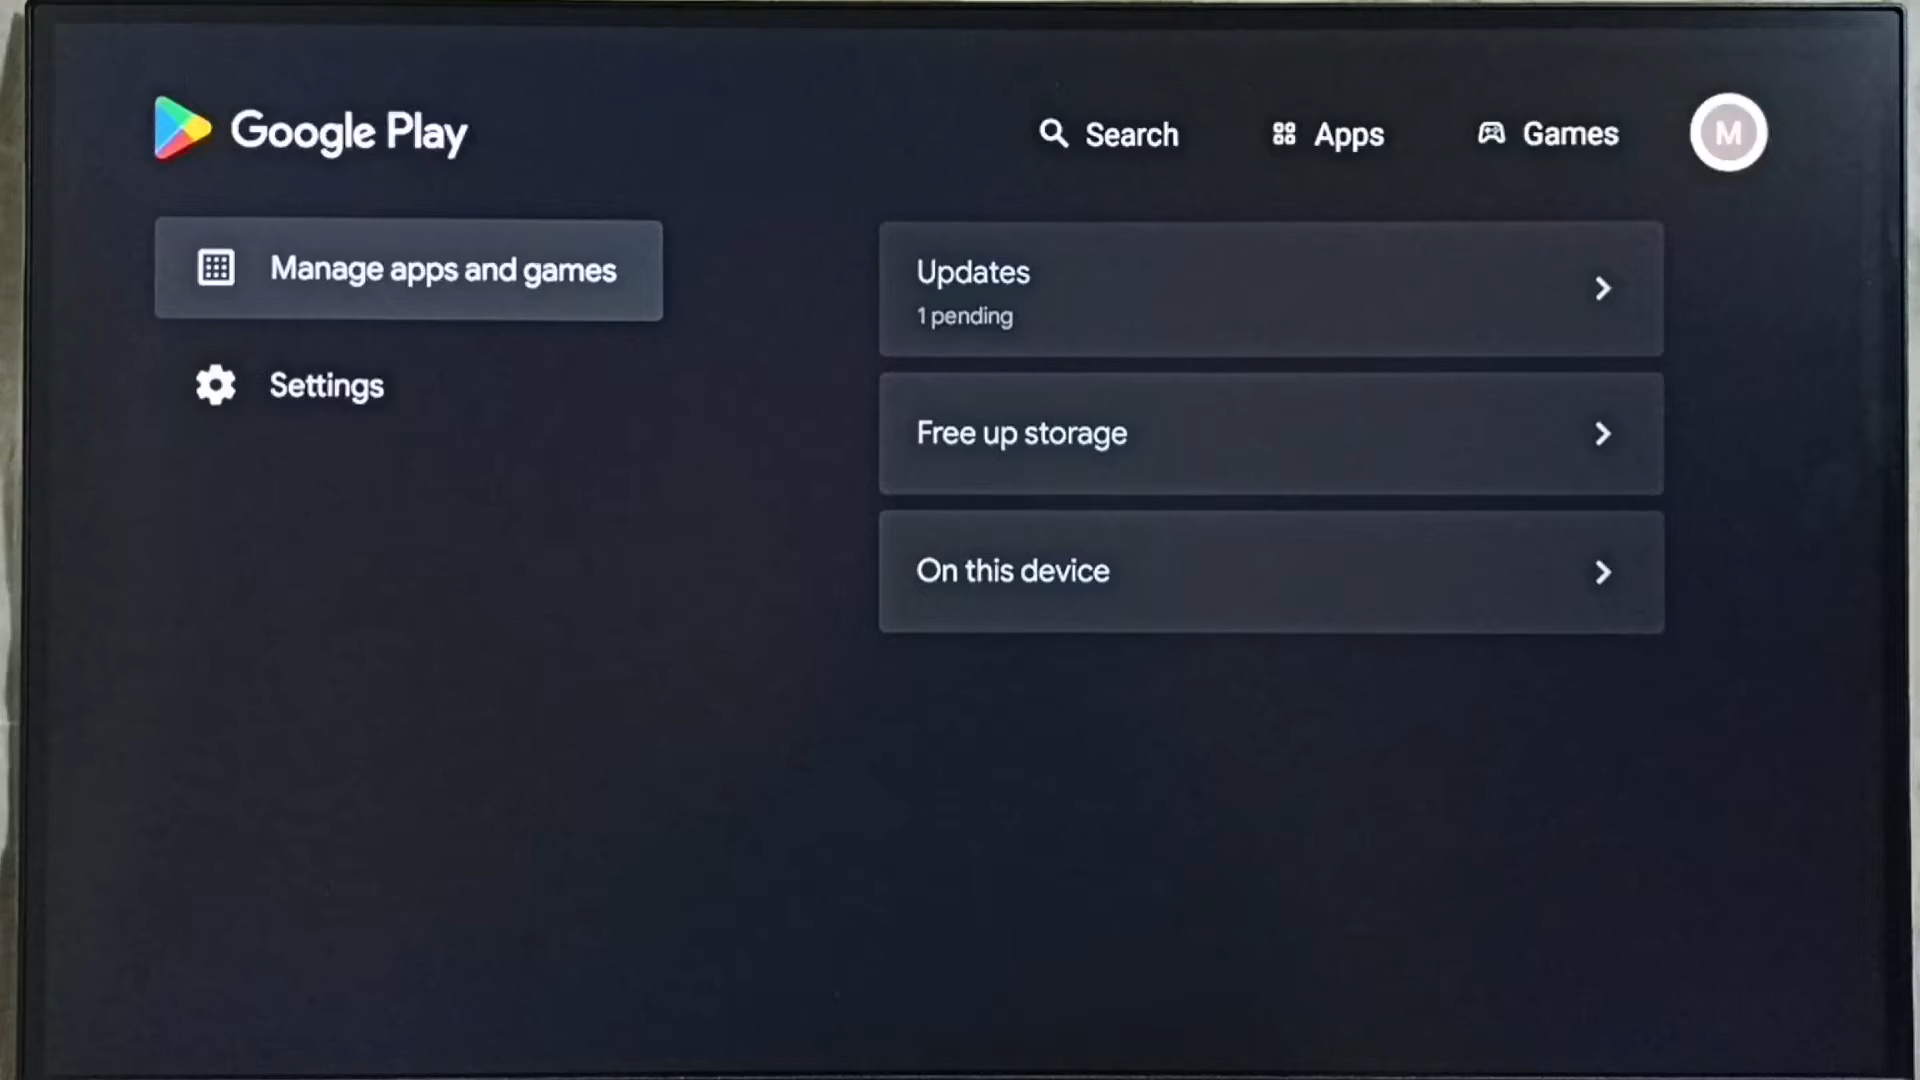 Google Play
Search
Apps
Games
M
Manage apps and games
Settings
Updates
1 pending
Free up storage
On this device